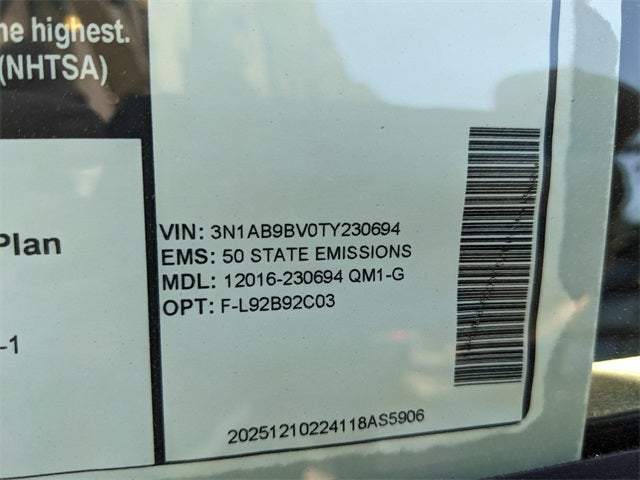 he highest.
(NHTSA)
Plan
-1
VIN: 3N1AB9BV0TY230694
EMS: 50 STATE EMISSIONS
MDL: 12016-230694 QM1-G
OPT: F-L92B92C03
20251210224118AS5906